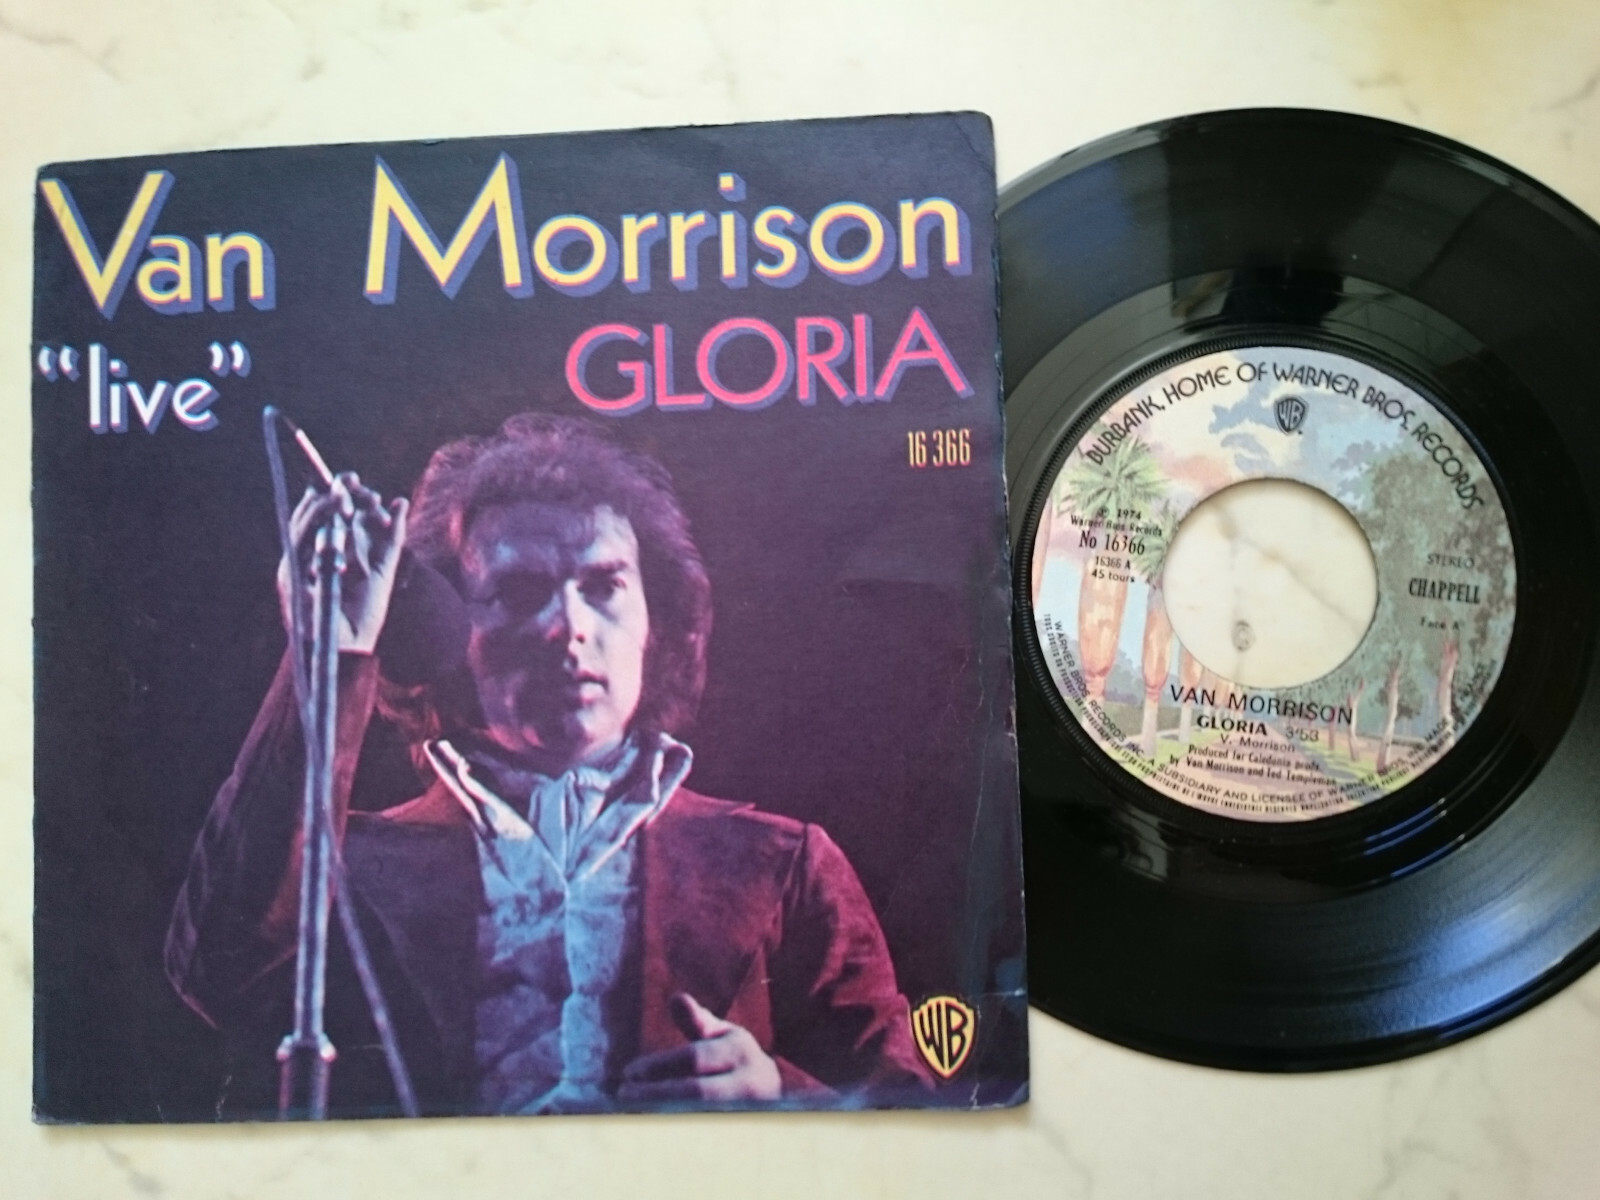 Van Morrison
"live"
GLORIA
16 366
WB
BURBANK, HOME OF WARNER BROS. RECORDS
WB
℗ 1974
Warner Bros Records
No 16366
16366 A
45 tours
STEREO
CHAPPELL
face A
VAN MORRISON
GLORIA 3'53
V. Morrison
Produced for Caledonia prods.
by Van Morrison and Ted Templeman
WARNER BROS. RECORDS INC. A SUBSIDIARY AND LICENSEE OF WARNER BROS. INC. MADE